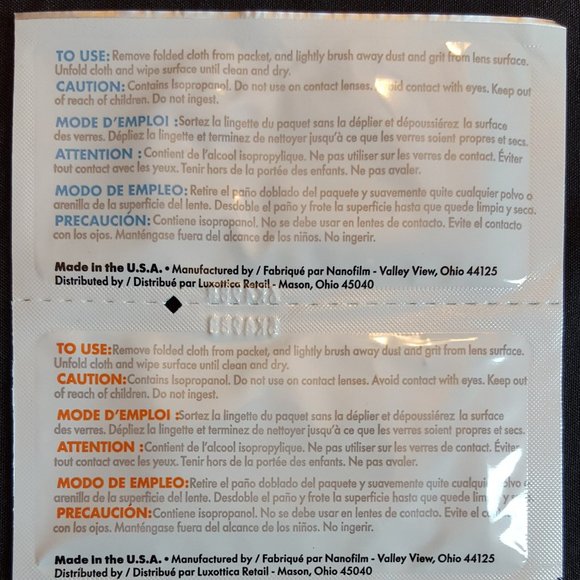 TO USE: Remove folded cloth from packet, and lightly brush away dust and grit from lens surface.
Unfold cloth and wipe surface until clean and dry.
CAUTION: Contains Isopropanol. Do not use on contact lenses. Avoid contact with eyes. Keep out
of reach of children. Do not ingest.
MODE D'EMPLOI : Sortez la lingette du paquet sans la déplier et dépoussiérez la surface
des verres. Dépliez la lingette et terminez de nettoyer jusqu'à ce que les verres soient propres et secs.
ATTENTION : Contient de l'alcool isopropylique. Ne pas utiliser sur les verres de contact. Éviter
tout contact avec les yeux. Tenir hors de la portée des enfants. Ne pas avaler.
MODO DE EMPLEO: Retire el paño doblado del paquete y suavemente quite cualquier polvo o
arenilla de la superficie del lente. Desdoble el paño y frote la superficie hasta que quede limpia y seca.
PRECAUCIÓN: Contiene isopropanol. No se debe usar en lentes de contacto. Evite el contacto
con los ojos. Manténgase fuera del alcance de los niños. No ingerir.
Made in the U.S.A. • Manufactured by / Fabriqué par Nanofilm - Valley View, Ohio 44125
Distributed by / Distribué par Luxottica Retail - Mason, Ohio 45040
TO USE: Remove folded cloth from packet, and lightly brush away dust and grit from lens surface.
Unfold cloth and wipe surface until clean and dry.
CAUTION: Contains Isopropanol. Do not use on contact lenses. Avoid contact with eyes. Keep out
of reach of children. Do not ingest.
MODE D'EMPLOI : Sortez la lingette du paquet sans la déplier et dépoussiérez la surface
des verres. Dépliez la lingette et terminez de nettoyer jusqu'à ce que les verres soient propres et secs.
ATTENTION : Contient de l'alcool isopropylique. Ne pas utiliser sur les verres de contact. Éviter
tout contact avec les yeux. Tenir hors de la portée des enfants. Ne pas avaler.
MODO DE EMPLEO: Retire el paño doblado del paquete y suavemente quite cualquier polvo o
arenilla de la superficie del lente. Desdoble el paño y frote la superficie hasta que quede limpia y seca.
PRECAUCIÓN: Contiene isopropanol. No se debe usar en lentes de contacto. Evite el contacto
con los ojos. Manténgase fuera del alcance de los niños. No ingerir.
Made in the U.S.A. • Manufactured by / Fabriqué par Nanofilm - Valley View, Ohio 44125
Distributed by / Distribué par Luxottica Retail - Mason, Ohio 45040